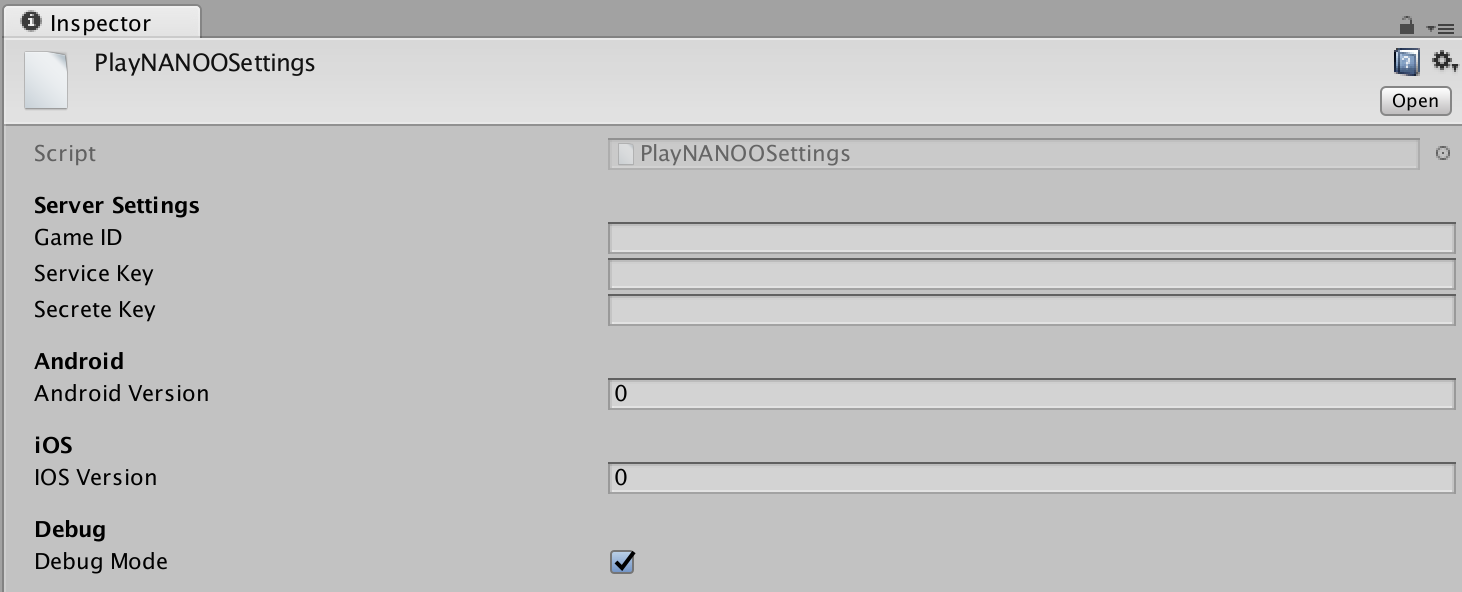 Inspector
PlayNANOOSettings
Open
Script PlayNANOOSettings
Server Settings
Game ID
Service Key
Secrete Key
Android
Android Version 0
iOS
IOS Version 0
Debug
Debug Mode